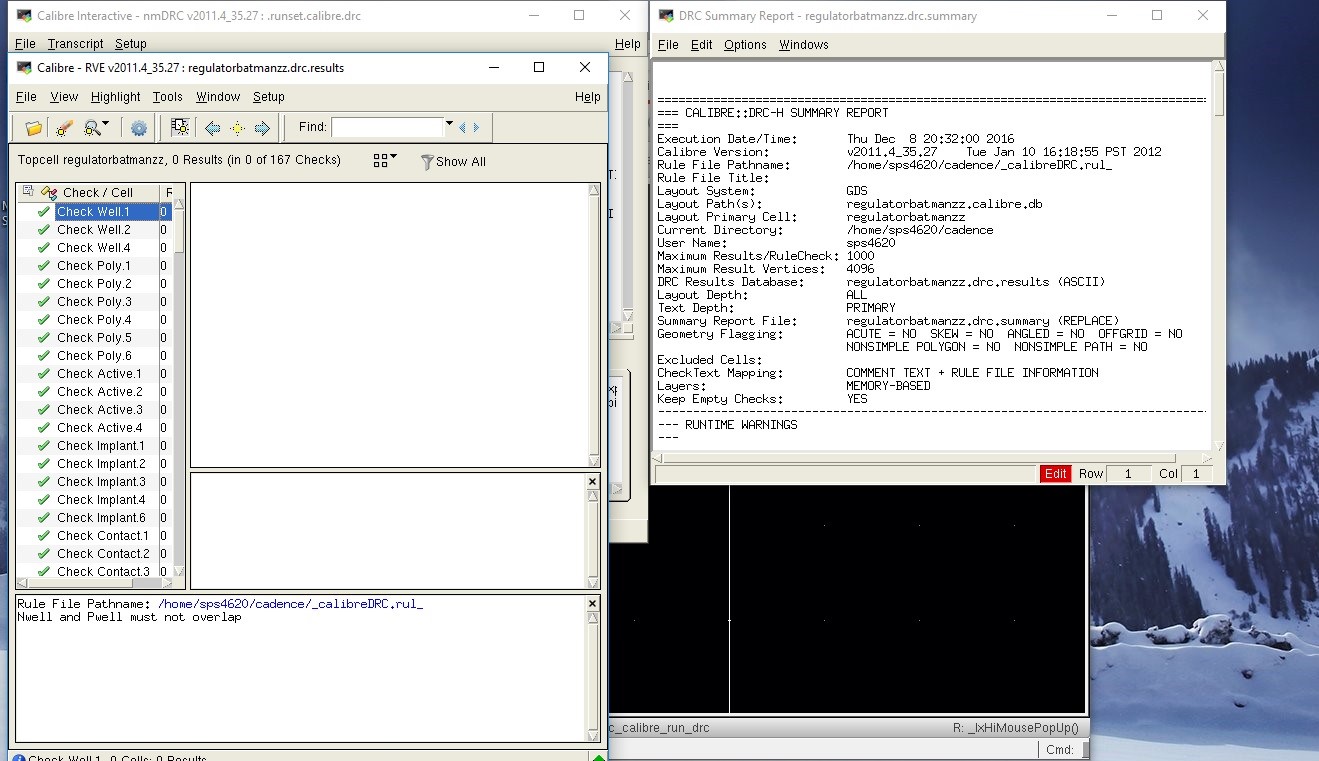 Calibre Interactive - nmDRC v2011.4_35.27 : .runset.calibre.drc
File Transcript Setup Help
Calibre - RVE v2011.4_35.27 : regulatorbatmanzz.drc.results
File View Highlight Tools Window Setup Help
Find:
Topcell regulatorbatmanzz, 0 Results (in 0 of 167 Checks) Show All
Check / Cell R
Check Well.1 0
Check Well.2 0
Check Well.4 0
Check Poly.1 0
Check Poly.2 0
Check Poly.3 0
Check Poly.4 0
Check Poly.5 0
Check Poly.6 0
Check Active.1 0
Check Active.2 0
Check Active.3 0
Check Active.4 0
Check Implant.1 0
Check Implant.2 0
Check Implant.3 0
Check Implant.4 0
Check Implant.6 0
Check Contact.1 0
Check Contact.2 0
Check Contact.3 0
Rule File Pathname: /home/sps4620/cadence/_calibreDRC.rul_
Nwell and Pwell must not overlap
Check Well.1, 0 Cells: 0 Results
DRC Summary Report - regulatorbatmanzz.drc.summary
File Edit Options Windows
==================================================================================
=== CALIBRE::DRC-H SUMMARY REPORT
===
Execution Date/Time: Thu Dec 8 20:32:00 2016
Calibre Version: v2011.4_35.27 Tue Jan 10 16:18:55 PST 2012
Rule File Pathname: /home/sps4620/cadence/_calibreDRC.rul_
Rule File Title:
Layout System: GDS
Layout Path(s): regulatorbatmanzz.calibre.db
Layout Primary Cell: regulatorbatmanzz
Current Directory: /home/sps4620/cadence
User Name: sps4620
Maximum Results/RuleCheck: 1000
Maximum Result Vertices: 4096
DRC Results Database: regulatorbatmanzz.drc.results (ASCII)
Layout Depth: ALL
Text Depth: PRIMARY
Summary Report File: regulatorbatmanzz.drc.summary (REPLACE)
Geometry Flagging: ACUTE = NO SKEW = NO ANGLED = NO OFFGRID = NO
NONSIMPLE POLYGON = NO NONSIMPLE PATH = NO
Excluded Cells:
CheckText Mapping: COMMENT TEXT + RULE FILE INFORMATION
Layers: MEMORY-BASED
Keep Empty Checks: YES
----------------------------------------------------------------------------------
--- RUNTIME WARNINGS
---
Edit Row 1 Col 1
c_calibre_run_drc R: _lxHiMousePopUp()
Cmd: